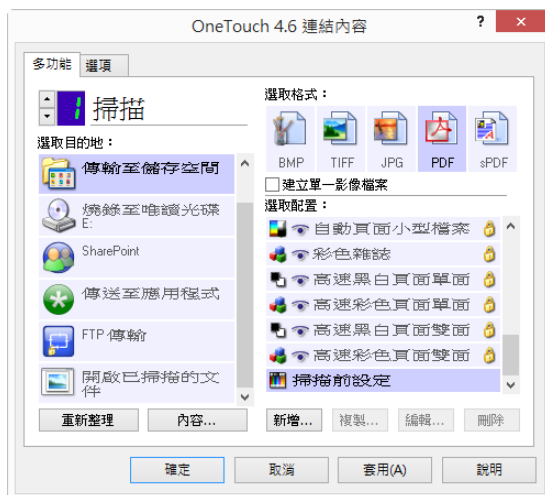 OneTouch 4.6 連結內容
? x
多功能 選項
1 掃描
選取目的地：
傳輸至儲存空間
燒錄至唯讀光碟
E:
SharePoint
傳送至應用程式
FTP 傳輸
開啟已掃描的文
件
重新整理 內容...
選取格式：
BMP TIFF JPG PDF sPDF
建立單一影像檔案
選取配置：
自動頁面小型檔案
彩色雜誌
高速黑白頁面單面
高速彩色頁面單面
高速黑白頁面雙面
高速彩色頁面雙面
掃描前設定
新增... 複製... 編輯... 刪除
確定 取消 套用(A) 說明